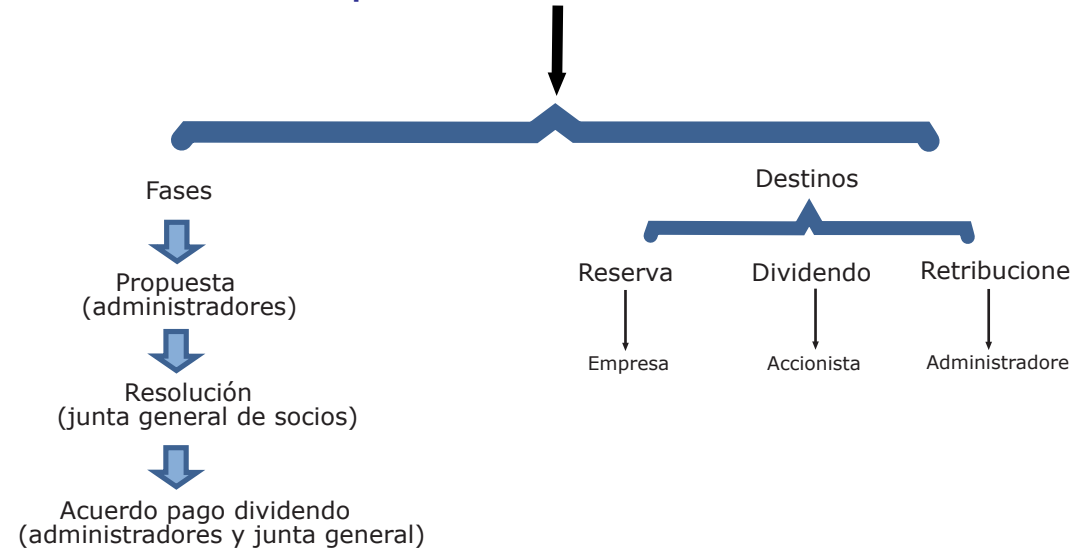 Fases
Propuesta
(administradores)
Resolución
(junta general de socios)
Acuerdo pago dividendo
(administradores y junta general)
Destinos
Reserva
Dividendo
Retribucione
Empresa
Accionista
Administradore